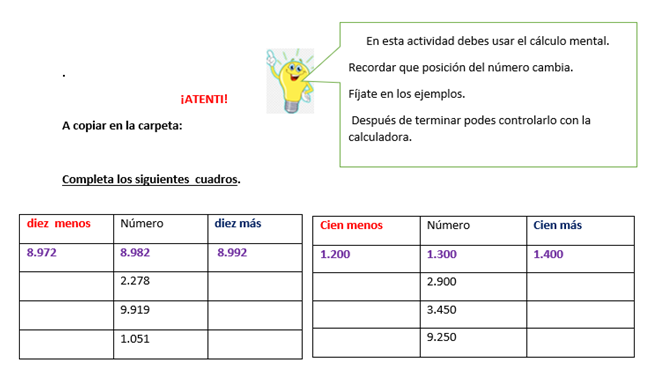 En esta actividad debes usar el cálculo mental.
Recordar que posición del número cambia.
Fíjate en los ejemplos.
Después de terminar podes controlarlo con la
calculadora.
.
¡ATENTI!
A copiar en la carpeta:
Completa los siguientes cuadros.
diez menos Número diez más
8.972 8.982 8.992
2.278
9.919
1.051
Cien menos Número Cien más
1.200 1.300 1.400
2.900
3.450
9.250